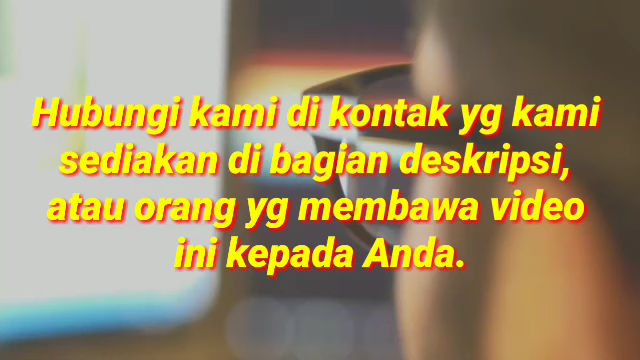 Hubungi kami di kontak yg kami
sediakan di bagian deskripsi,
atau orang yg membawa video
ini kepada Anda.